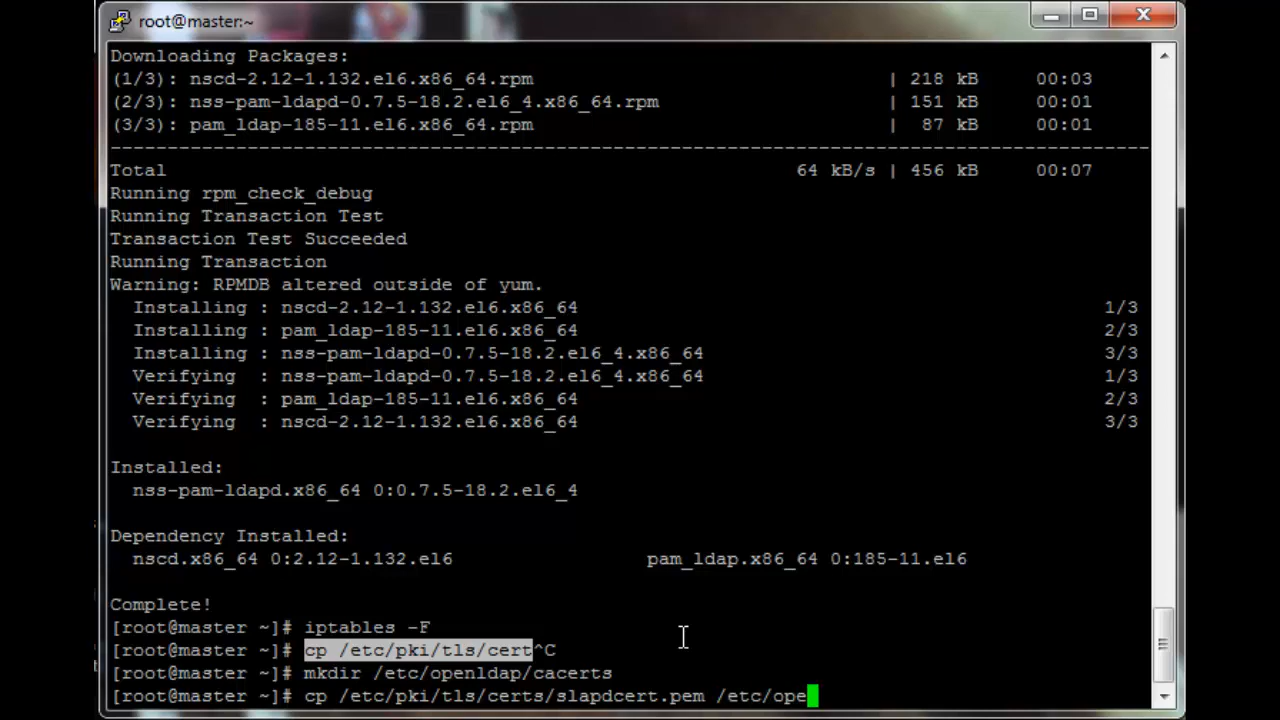 root@master:~
Downloading Packages:
(1/3): nscd-2.12-1.132.el6.x86_64.rpm | 218 kB 00:03
(2/3): nss-pam-ldapd-0.7.5-18.2.el6_4.x86_64.rpm | 151 kB 00:01
(3/3): pam_ldap-185-11.el6.x86_64.rpm | 87 kB 00:01
--------------------------------------------------------------------------------
Total 64 kB/s | 456 kB 00:07
Running rpm_check_debug
Running Transaction Test
Transaction Test Succeeded
Running Transaction
Warning: RPMDB altered outside of yum.
Installing : nscd-2.12-1.132.el6.x86_64 1/3
Installing : pam_ldap-185-11.el6.x86_64 2/3
Installing : nss-pam-ldapd-0.7.5-18.2.el6_4.x86_64 3/3
Verifying : nss-pam-ldapd-0.7.5-18.2.el6_4.x86_64 1/3
Verifying : pam_ldap-185-11.el6.x86_64 2/3
Verifying : nscd-2.12-1.132.el6.x86_64 3/3
Installed:
nss-pam-ldapd.x86_64 0:0.7.5-18.2.el6_4
Dependency Installed:
nscd.x86_64 0:2.12-1.132.el6 pam_ldap.x86_64 0:185-11.el6
Complete!
[root@master ~]# iptables -F
[root@master ~]# cp /etc/pki/tls/cert^C
[root@master ~]# mkdir /etc/openldap/cacerts
[root@master ~]# cp /etc/pki/tls/certs/slapdcert.pem /etc/ope